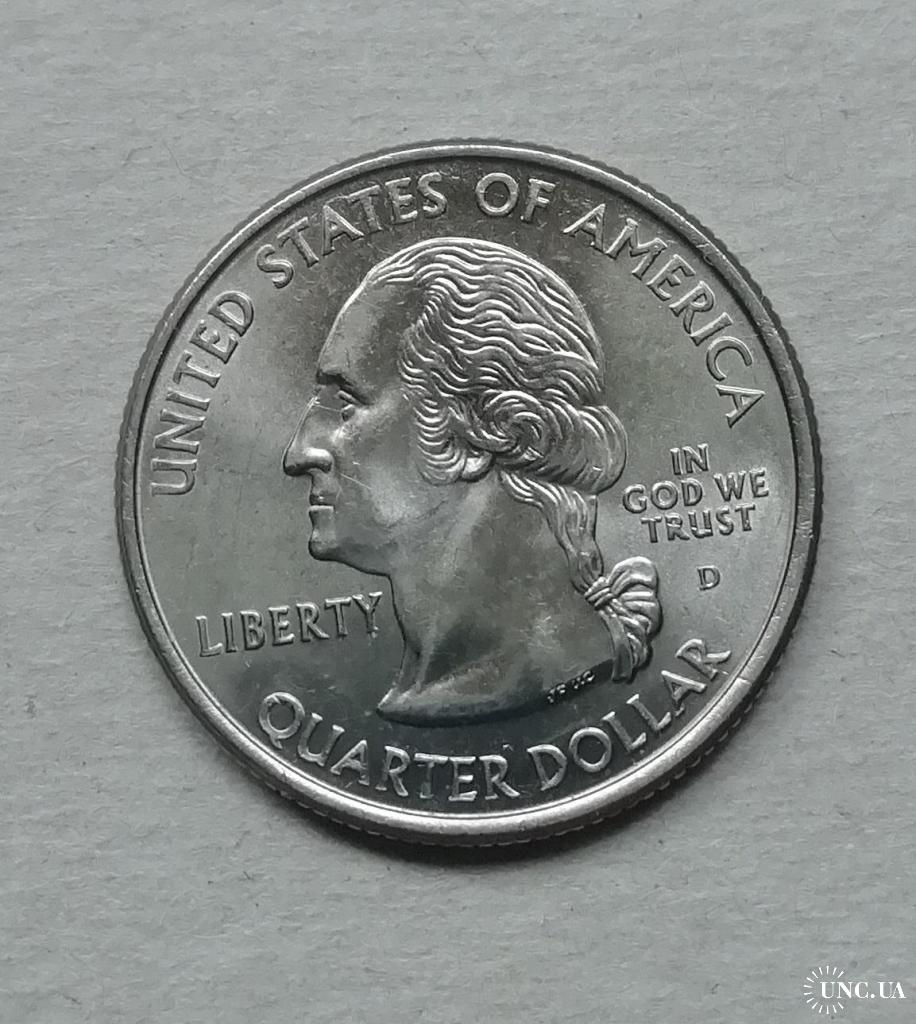 UNITED STATES OF AMERICA
IN
GOD WE
TRUST
D
LIBERTY
QUARTER DOLLAR
UNC.UA